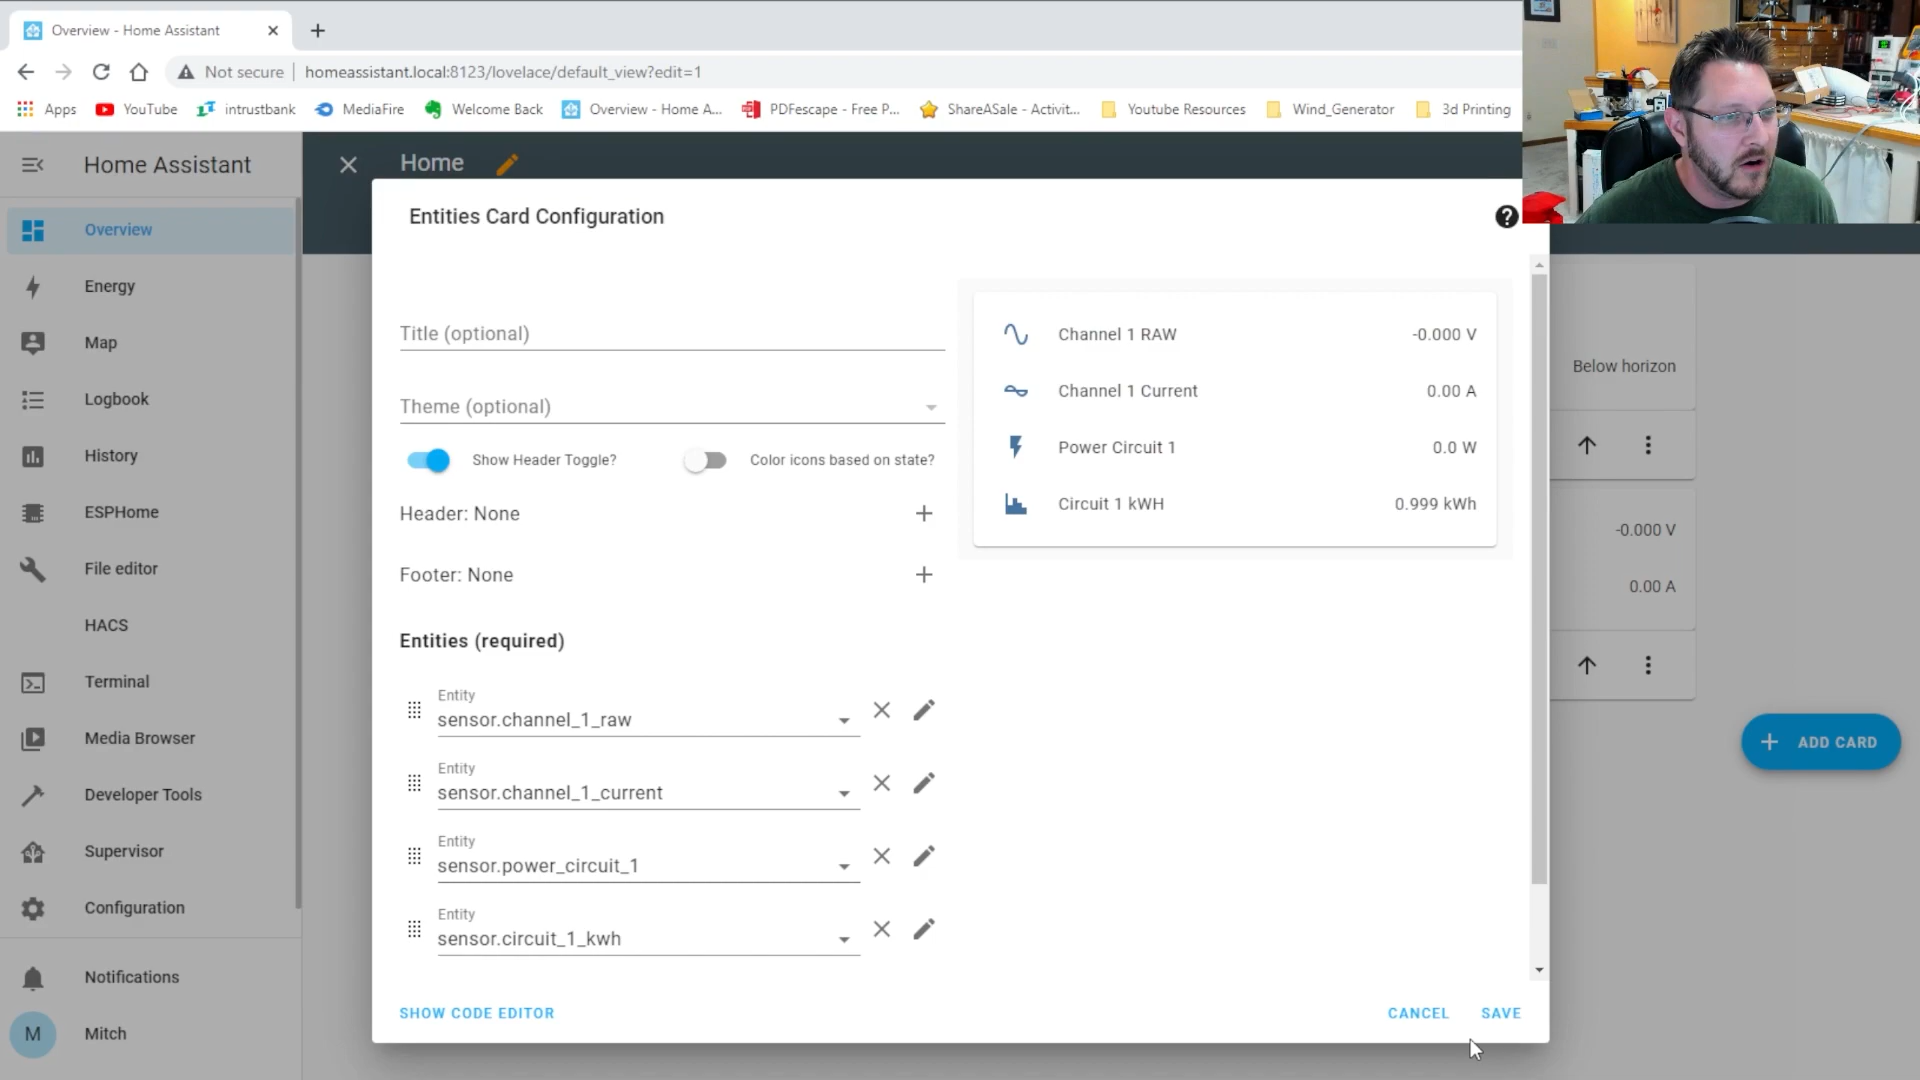 Overview - Home Assistant
Not secure homeassistant.local:8123/lovelace/default_view?edit=1
Apps YouTube intrustbank MediaFire Welcome Back Overview - Home A... PDFescape - Free P... ShareASale - Activit... Youtube Resources Wind_Generator 3d Printing
Home Assistant
Overview
Energy
Map
Logbook
History
ESPHome
File editor
HACS
Terminal
Media Browser
Developer Tools
Supervisor
Configuration
Notifications
M Mitch
Home
Entities Card Configuration
?
Title (optional)
Theme (optional)
Show Header Toggle? Color icons based on state?
Header: None
Footer: None
Entities (required)
Entity
sensor.channel_1_raw
Entity
sensor.channel_1_current
Entity
sensor.power_circuit_1
Entity
sensor.circuit_1_kwh
SHOW CODE EDITOR
Channel 1 RAW -0.000 V
Channel 1 Current 0.00 A
Power Circuit 1 0.0 W
Circuit 1 kWH 0.999 kWh
CANCEL SAVE
Below horizon
-0.000 V
0.00 A
ADD CARD